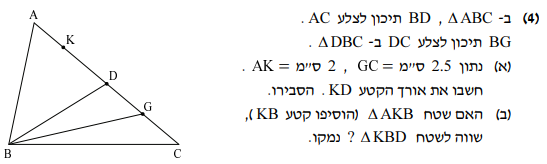 (4) ב- ΔABC , BD תיכון לצלע AC .
BG תיכון לצלע DC ב- ΔDBC .
(א) נתון 2.5 ס״מ = GC , 2 ס״מ = AK .
חשבו את אורך הקטע KD . הסבירו.
(ב) האם שטח ΔAKB (הוסיפו קטע KB),
שווה לשטח ΔKBD ? נמקו.
A
K
D
G
B
C